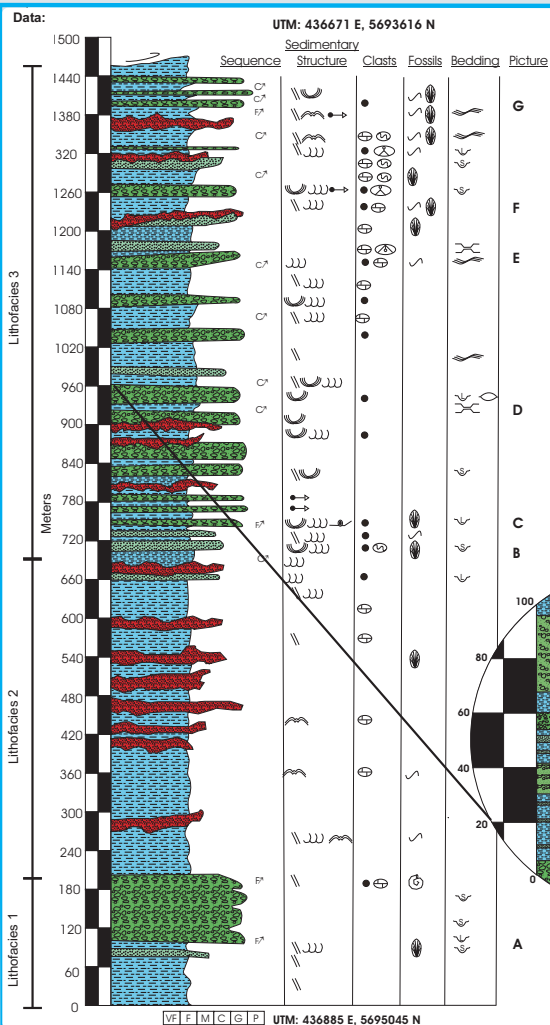 Data:
UTM: 436671 E, 5693616 N
Sedimentary
Sequence Structure Clasts Fossils Bedding Picture
1500
1440
1380
320
1260
1200
1140
1080
1020
960
900
840
780
720
660
600
540
480
420
360
300
240
180
120
60
0
Meters
Lithofacies 3
Lithofacies 2
Lithofacies 1
C
C
F
C
C
C
C
C
C
F
C
F
F
G
F
E
D
C
B
A
S
S
S
S
S
S
S
100
80
60
40
20
0
VF F M C G P UTM: 436885 E, 5695045 N